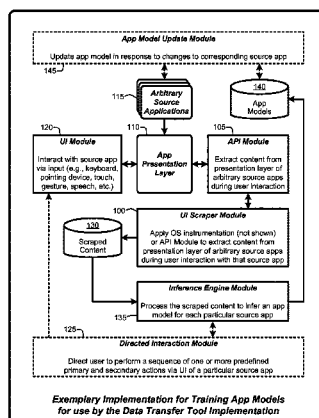 App Model Update Module
Update app model in response to changes to corresponding source app
145
115
Arbitrary
Source
Applications
140
App
Models
120
UI Module
Interact with source app
via input (e.g., keyboard,
pointing device, touch,
gesture, speech, etc.)
110
App
Presentation
Layer
105
API Module
Extract content from
presentation layer of
arbitrary source apps
during user interaction
100
UI Scraper Module
Apply OS instrumentation (not shown)
or API Module to extract content from
presentation layer of arbitrary source apps
during user interaction with that source app
130
Scraped
Content
Inference Engine Module
Process the scraped content to infer an app
model for each particular source app
135
125
Directed Interaction Module
Direct user to perform a sequence of one or more predefined
primary and secondary actions via UI of a particular source app
Exemplary Implementation for Training App Models
for use by the Data Transfer Tool Implementation